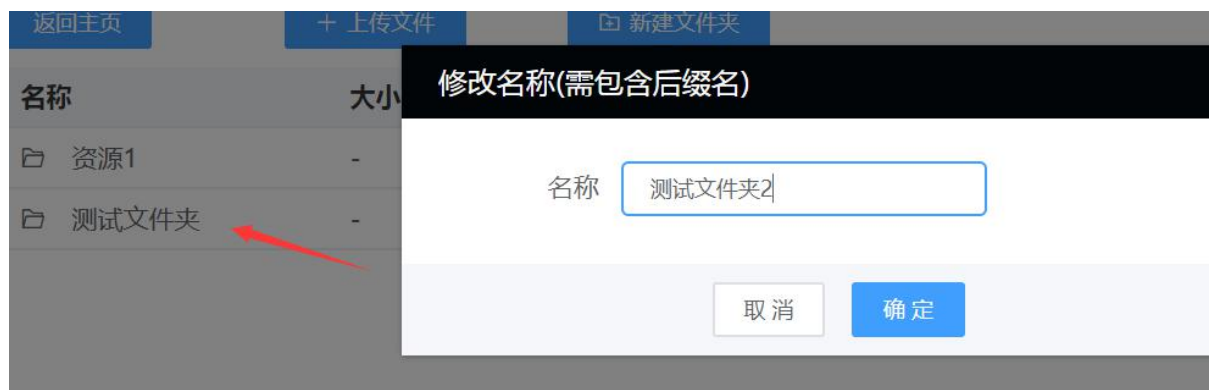 返回主页 + 上传文件 新建文件夹
修改名称(需包含后缀名)
名称 大小
资源1 -
名称 测试文件夹2
测试文件夹 -
取消 确定